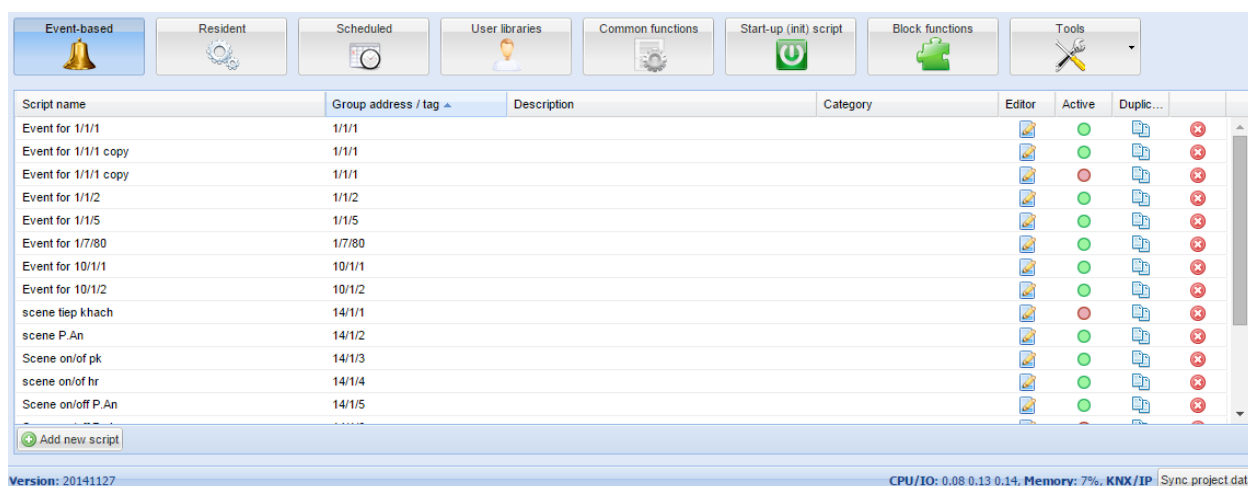 Event-based Resident Scheduled User libraries Common functions Start-up (init) script Block functions Tools
Script name Group address / tag Description Category Editor Active Duplic...
Event for 1/1/1 1/1/1
Event for 1/1/1 copy 1/1/1
Event for 1/1/1 copy 1/1/1
Event for 1/1/2 1/1/2
Event for 1/1/5 1/1/5
Event for 1/7/80 1/7/80
Event for 10/1/1 10/1/1
Event for 10/1/2 10/1/2
scene tiep khach 14/1/1
scene P.An 14/1/2
Scene on/of pk 14/1/3
scene on/of hr 14/1/4
Scene on/off P.An 14/1/5
Add new script
Version: 20141127 CPU/IO: 0.08 0.13 0.14, Memory: 7%, KNX/IP Sync project dat